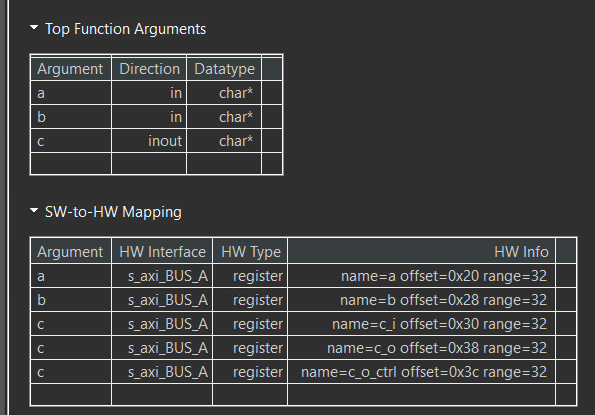 Top Function Arguments
Argument Direction Datatype
a in char*
b in char*
c inout char*
SW-to-HW Mapping
Argument HW Interface HW Type HW Info
a s_axi_BUS_A register name=a offset=0x20 range=32
b s_axi_BUS_A register name=b offset=0x28 range=32
c s_axi_BUS_A register name=c_i offset=0x30 range=32
c s_axi_BUS_A register name=c_o offset=0x38 range=32
c s_axi_BUS_A register name=c_o_ctrl offset=0x3c range=32